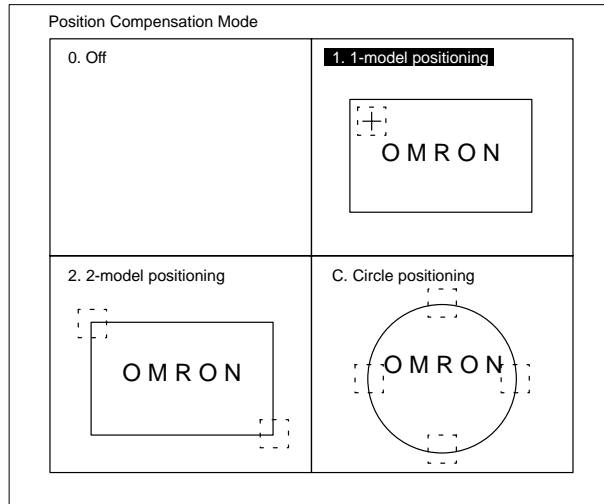 Position Compensation Mode
0. Off
1. 1-model positioning
OMRON
2. 2-model positioning
OMRON
C. Circle positioning
OMRON